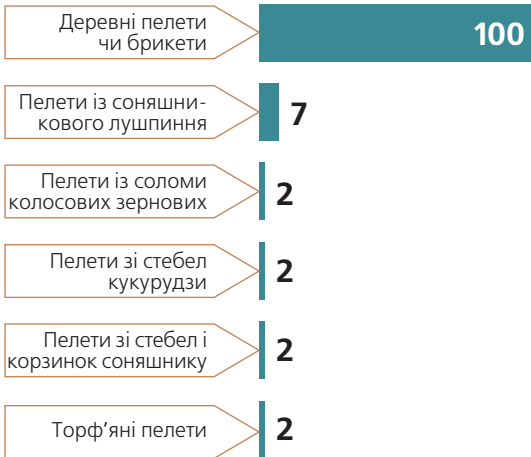 Деревні пелети
чи брикети
100
Пелети із соняшни-
кового лушпиння
7
Пелети із соломи
колосових зернових
2
Пелети зі стебел
кукурудзи
2
Пелети зі стебел і
корзинок соняшнику
2
Торф'яні пелети
2